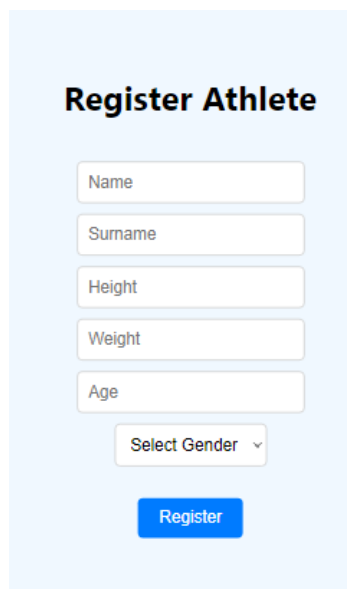 Register Athlete
Name
Surname
Height
Weight
Age
Select Gender
Register